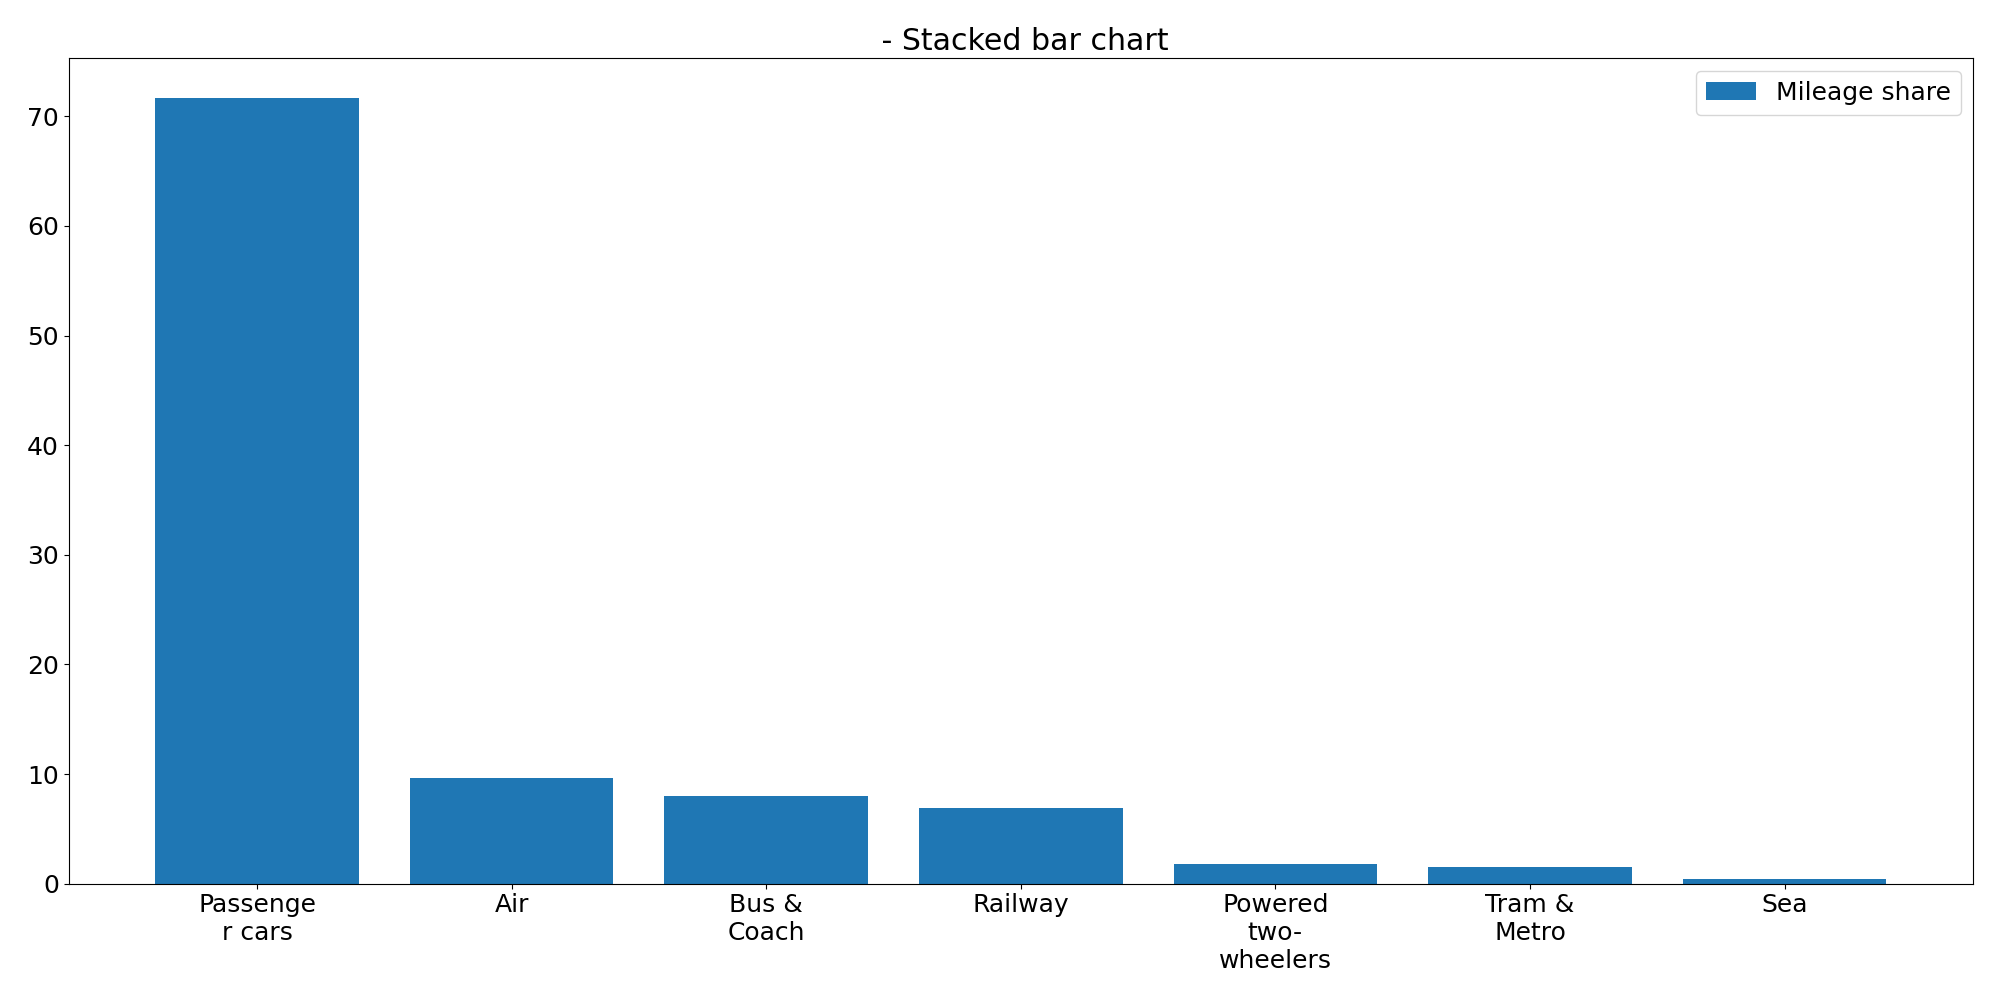 - Stacked bar chart
Mileage share
70
60
50
40
30
20
10
0
Passenge
r cars
Air
Bus &
Coach
Railway
Powered
two-
wheelers
Tram &
Metro
Sea